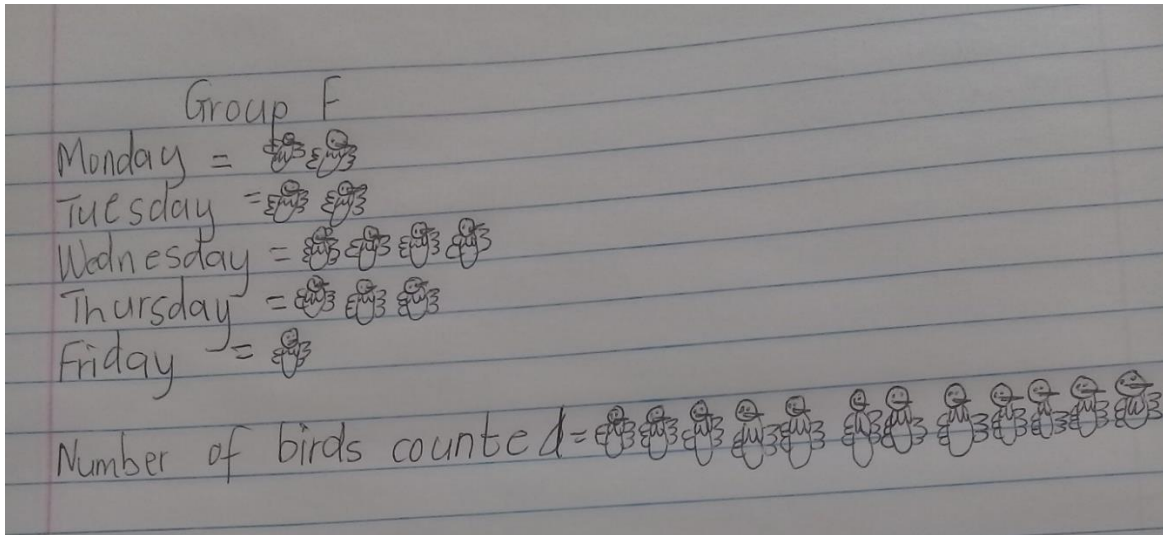 Group F
Monday =
Tuesday =
Wednesday =
Thursday =
Friday =
Number of birds counted =